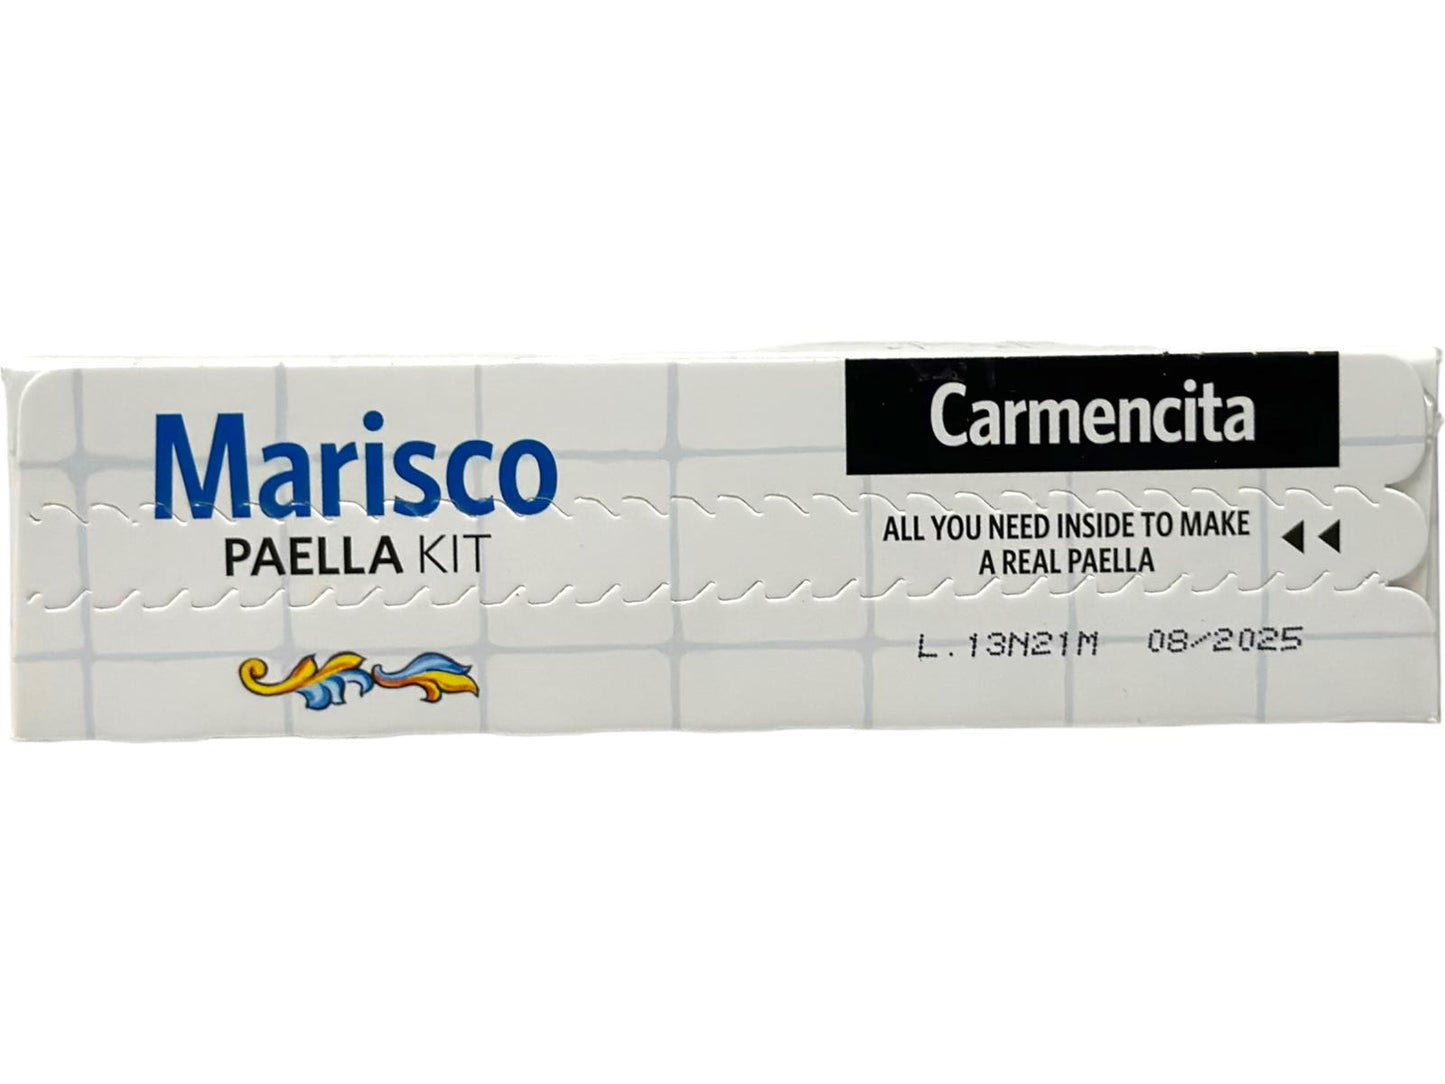 Marisco
PAELLA KIT
Carmencita
ALL YOU NEED INSIDE TO MAKE
A REAL PAELLA
L.13N21M 08/2025